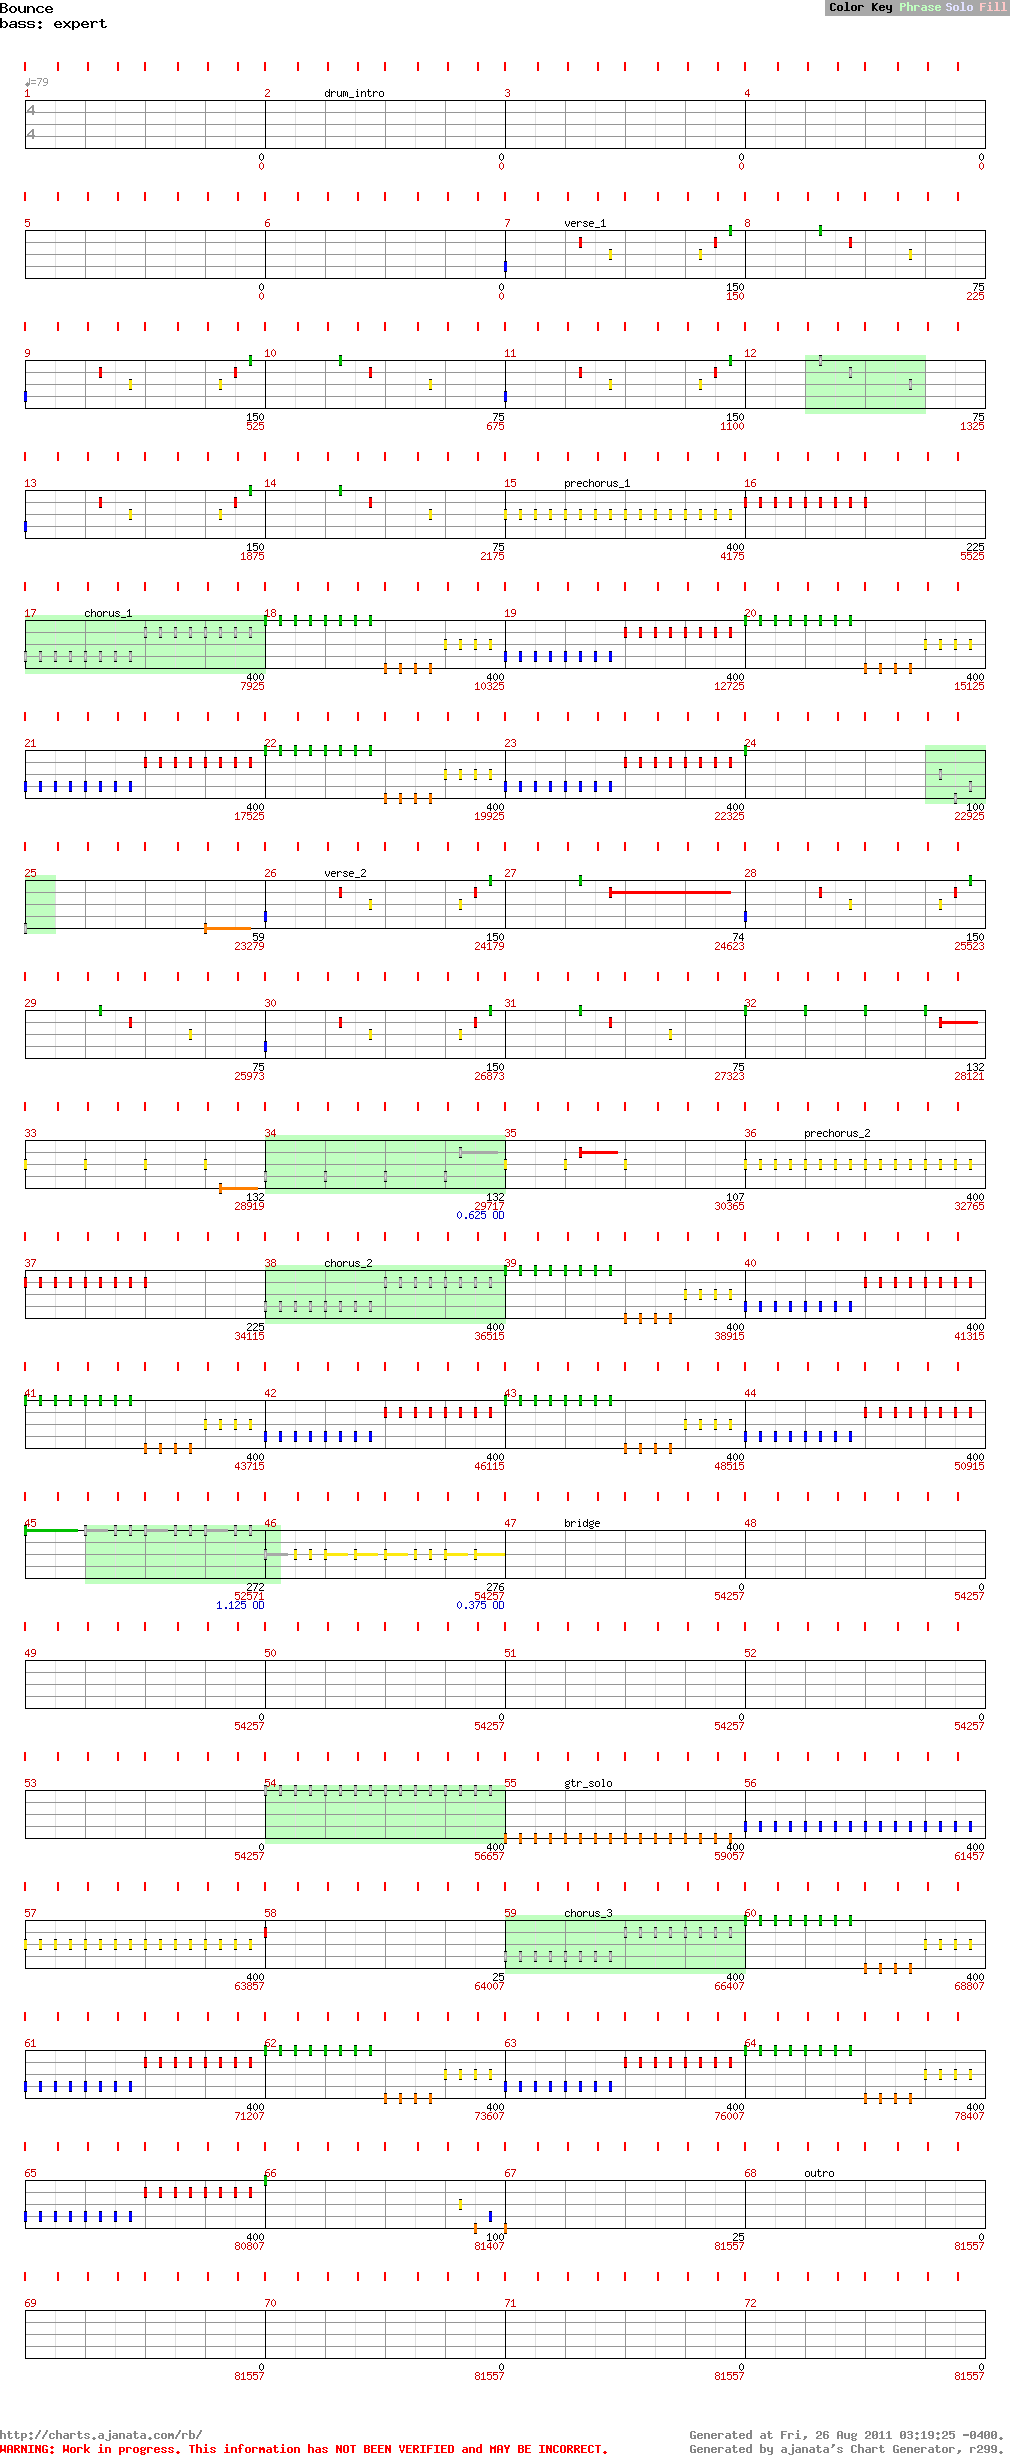 Bounce
Color Key Phrase Solo Fill
bass: expert
♩=79
1 2 drum_intro 3 4
4
4
0 0 0 0
0 0 0 0
5 6 7 verse_1 8
0 0 150 75
0 0 150 225
9 10 11 12
150 75 150 75
525 675 1100 1325
13 14 15 prechorus_1 16
150 75 400 225
1875 2175 4175 5525
17 chorus_1 18 19 20
400 400 400 400
7925 10325 12725 15125
21 22 23 24
400 400 400 100
17525 19925 22325 22925
25 26 verse_2 27 28
59 150 74 150
23279 24179 24623 25523
29 30 31 32
75 150 75 132
25973 26873 27323 28121
33 34 35 36 prechorus_2
132 132 107 400
28919 29717 30365 32765
0.625 OD
37 38 chorus_2 39 40
225 400 400 400
34115 36515 38915 41315
41 42 43 44
400 400 400 400
43715 46115 48515 50915
45 46 47 bridge 48
272 276 0 0
52571 54257 54257 54257
1.125 OD 0.375 OD
49 50 51 52
0 0 0 0
54257 54257 54257 54257
53 54 55 gtr_solo 56
0 400 400 400
54257 56657 59057 61457
57 58 59 chorus_3 60
400 25 400 400
63857 64007 66407 68807
61 62 63 64
400 400 400 400
71207 73607 76007 78407
65 66 67 68 outro
400 100 25 0
80807 81407 81557 81557
69 70 71 72
0 0 0 0
81557 81557 81557 81557
http://charts.ajanata.com/rb/
Generated at Fri, 26 Aug 2011 03:19:25 -0400.
WARNING: Work in progress. This information has NOT BEEN VERIFIED and MAY BE INCORRECT.
Generated by ajanata's Chart Generator, r299.